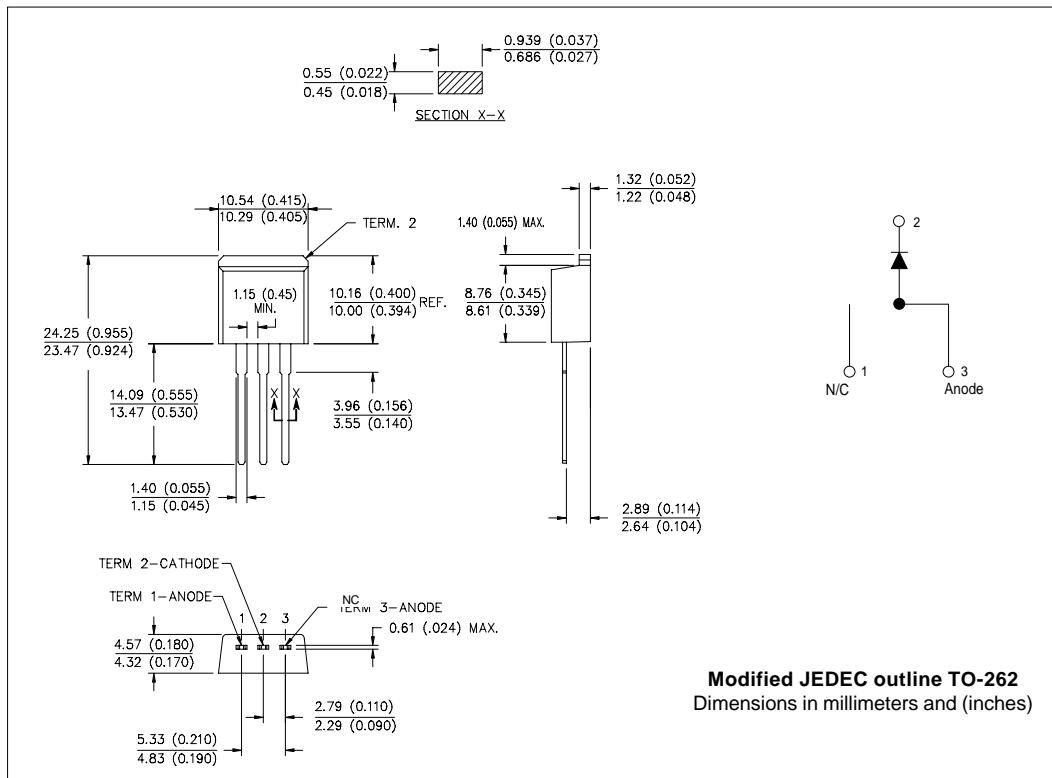 0.939 (0.037)
0.686 (0.027)
0.55 (0.022)
0.45 (0.018)
SECTION X-X
10.54 (0.415)
10.29 (0.405)
TERM. 2
1.32 (0.052)
1.22 (0.048)
1.40 (0.055) MAX.
2
1.15 (0.45)
MIN.
10.16 (0.400)
10.00 (0.394)
REF.
8.76 (0.345)
8.61 (0.339)
24.25 (0.955)
23.47 (0.924)
1
N/C
3
Anode
14.09 (0.555)
13.47 (0.530)
X X
3.96 (0.156)
3.55 (0.140)
1.40 (0.055)
1.15 (0.045)
2.89 (0.114)
2.64 (0.104)
TERM 2-CATHODE
TERM 1-ANODE
NC
3-ANODE
1 2 3
0.61 (.024) MAX.
4.57 (0.180)
4.32 (0.170)
2.79 (0.110)
2.29 (0.090)
5.33 (0.210)
4.83 (0.190)
Modified JEDEC outline TO-262
Dimensions in millimeters and (inches)